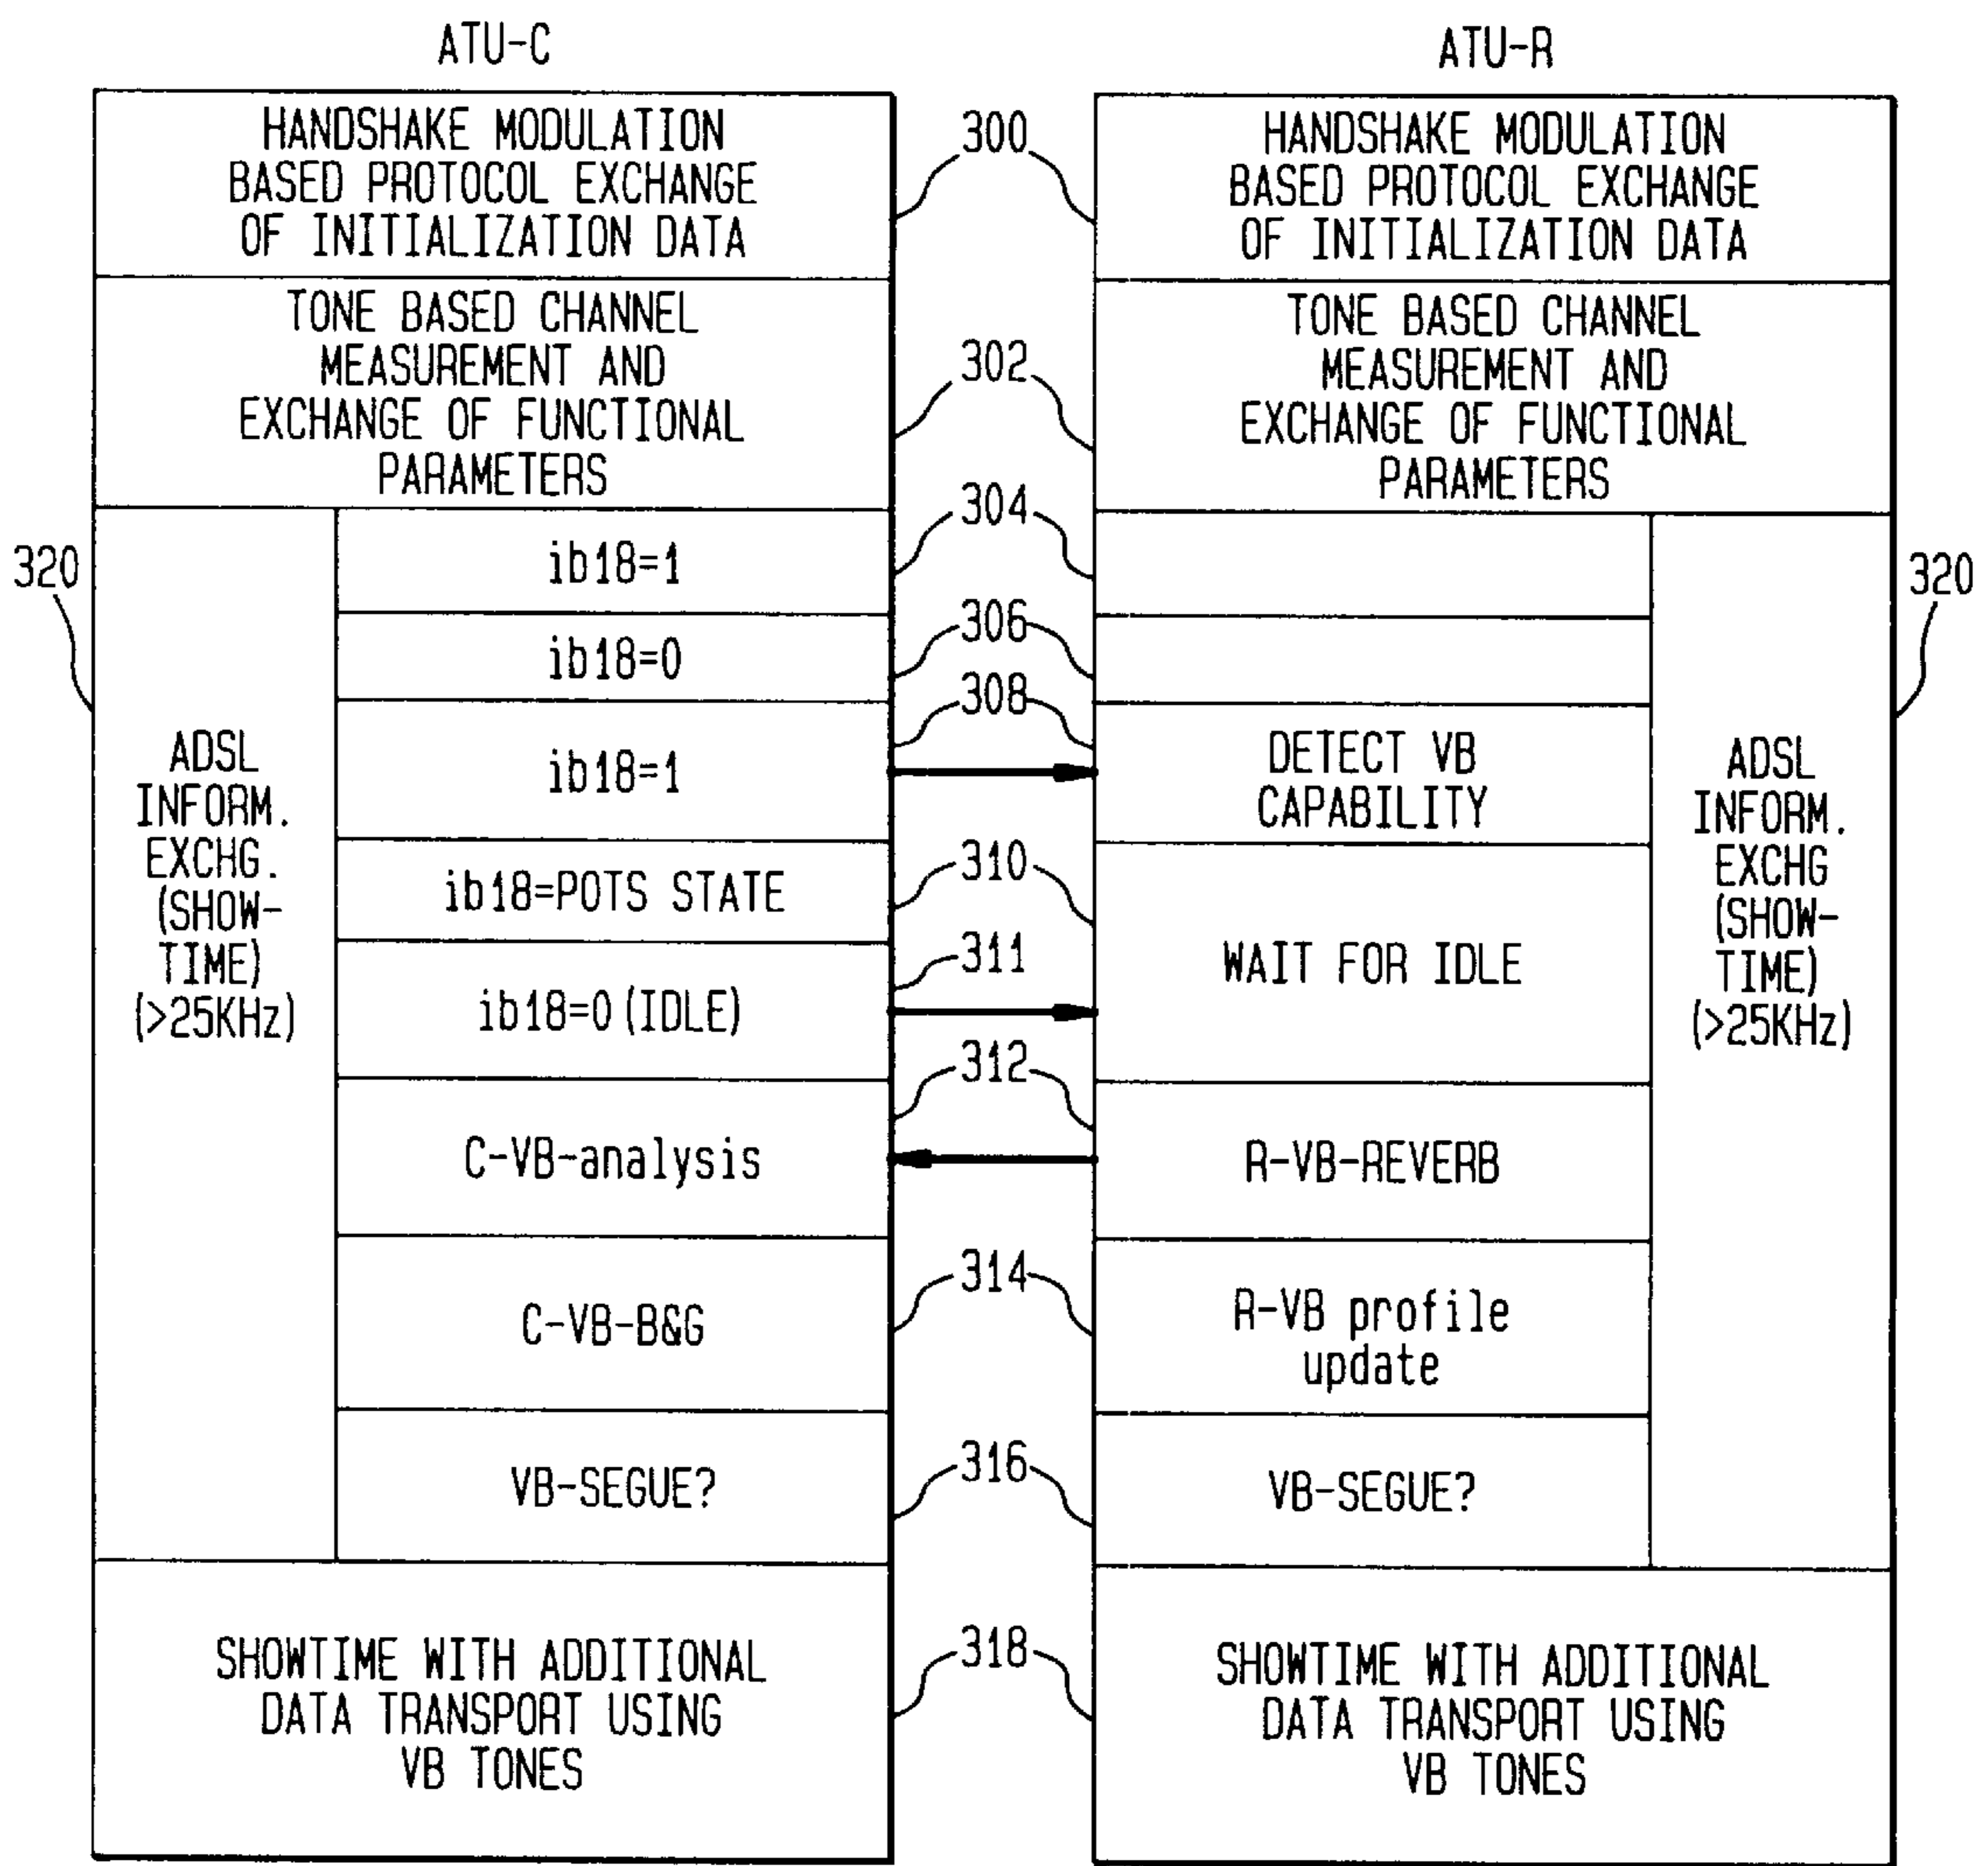 ATU-C
HANDSHAKE MODULATION
BASED PROTOCOL EXCHANGE
OF INITIALIZATION DATA
TONE BASED CHANNEL
MEASUREMENT AND
EXCHANGE OF FUNCTIONAL
PARAMETERS
320
ADSL
INFORM.
EXCHG.
(SHOW-
TIME)
(>25KHz)
ib18=1
ib18=0
ib18=1
ib18=POTS STATE
ib18=0 (IDLE)
C-VB-analysis
C-VB-B&G
VB-SEGUE?
SHOWTIME WITH ADDITIONAL
DATA TRANSPORT USING
VB TONES
300
302
304
306
308
310
311
312
314
316
318
ATU-R
HANDSHAKE MODULATION
BASED PROTOCOL EXCHANGE
OF INITIALIZATION DATA
TONE BASED CHANNEL
MEASUREMENT AND
EXCHANGE OF FUNCTIONAL
PARAMETERS
DETECT VB
CAPABILITY
WAIT FOR IDLE
R-VB-REVERB
R-VB profile
update
VB-SEGUE?
ADSL
INFORM.
EXCHG
(SHOW-
TIME)
(>25KHz)
320
SHOWTIME WITH ADDITIONAL
DATA TRANSPORT USING
VB TONES